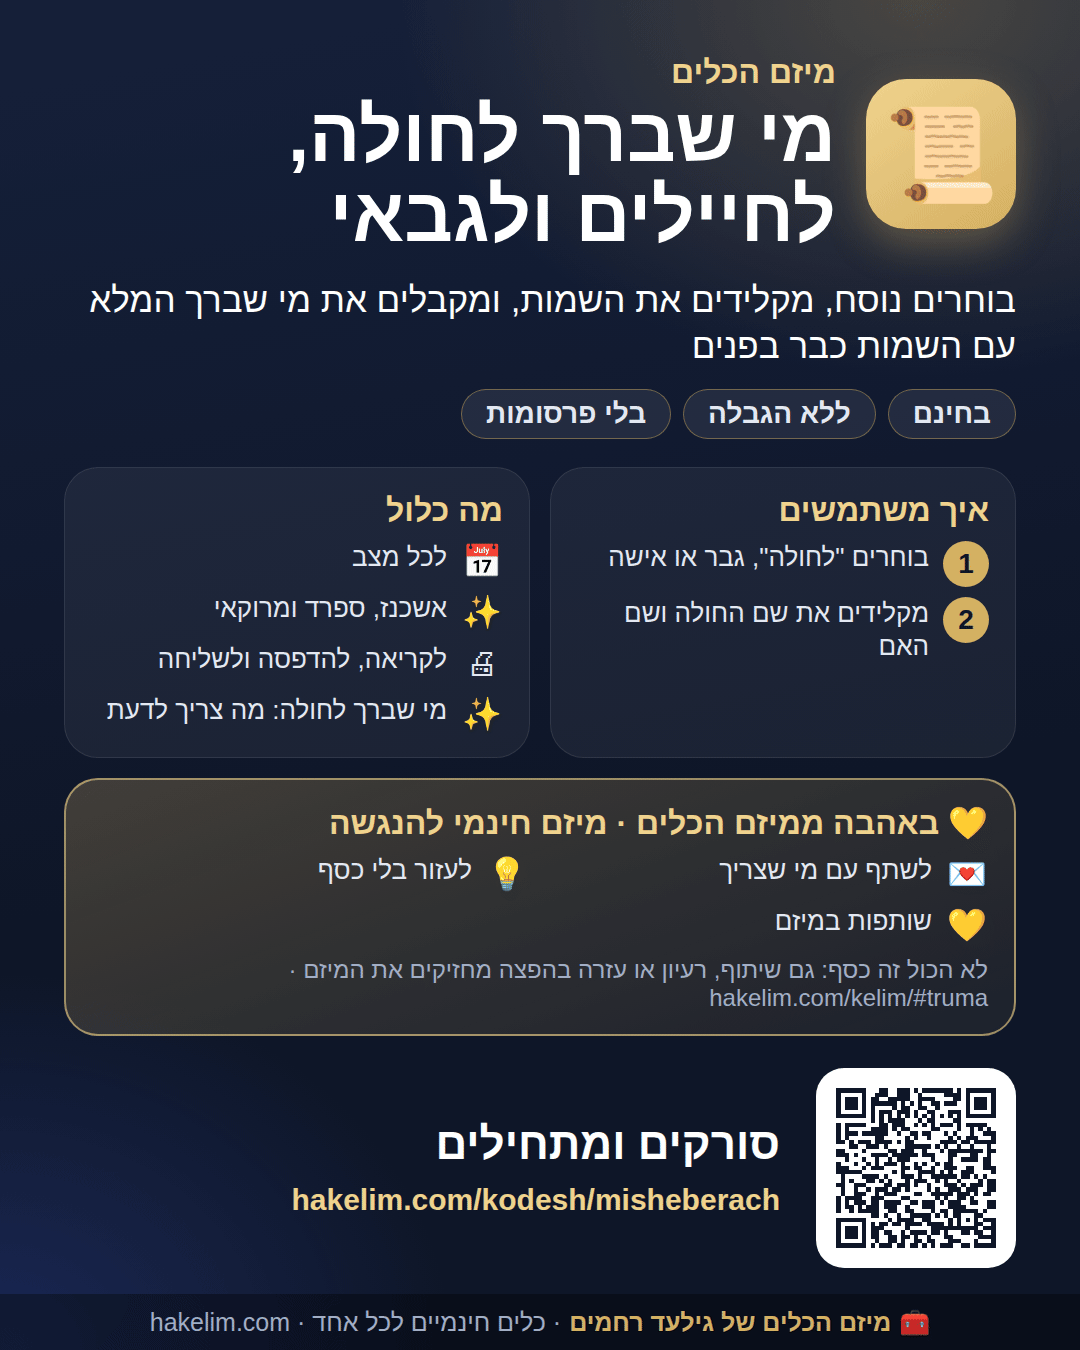 מיזם הכלים
מי שברך לחולה,
לחיילים ולגבאי
בוחרים נוסח, מקלידים את השמות, ומקבלים את מי שברך המלא
עם השמות כבר בפנים
בחינם
ללא הגבלה
בלי פרסומות
איך משתמשים
1 בוחרים "לחולה", גבר או אישה
2 מקלידים את שם החולה ושם
האם
מה כלול
July 17 לכל מצב
אשכנז, ספרד ומרוקאי
לקריאה, להדפסה ולשליחה
מי שברך לחולה: מה צריך לדעת
💛 באהבה ממיזם הכלים · מיזם חינמי להנגשה
לשתף עם מי שצריך
לעזור בלי כסף
שותפות במיזם
לא הכול זה כסף: גם שיתוף, רעיון או עזרה בהפצה מחזיקים את המיזם ·
hakelim.com/kelim/#truma
סורקים ומתחילים
hakelim.com/kodesh/misheberach
🧰 מיזם הכלים של גילעד רחמים · כלים חינמיים לכל אחד · hakelim.com